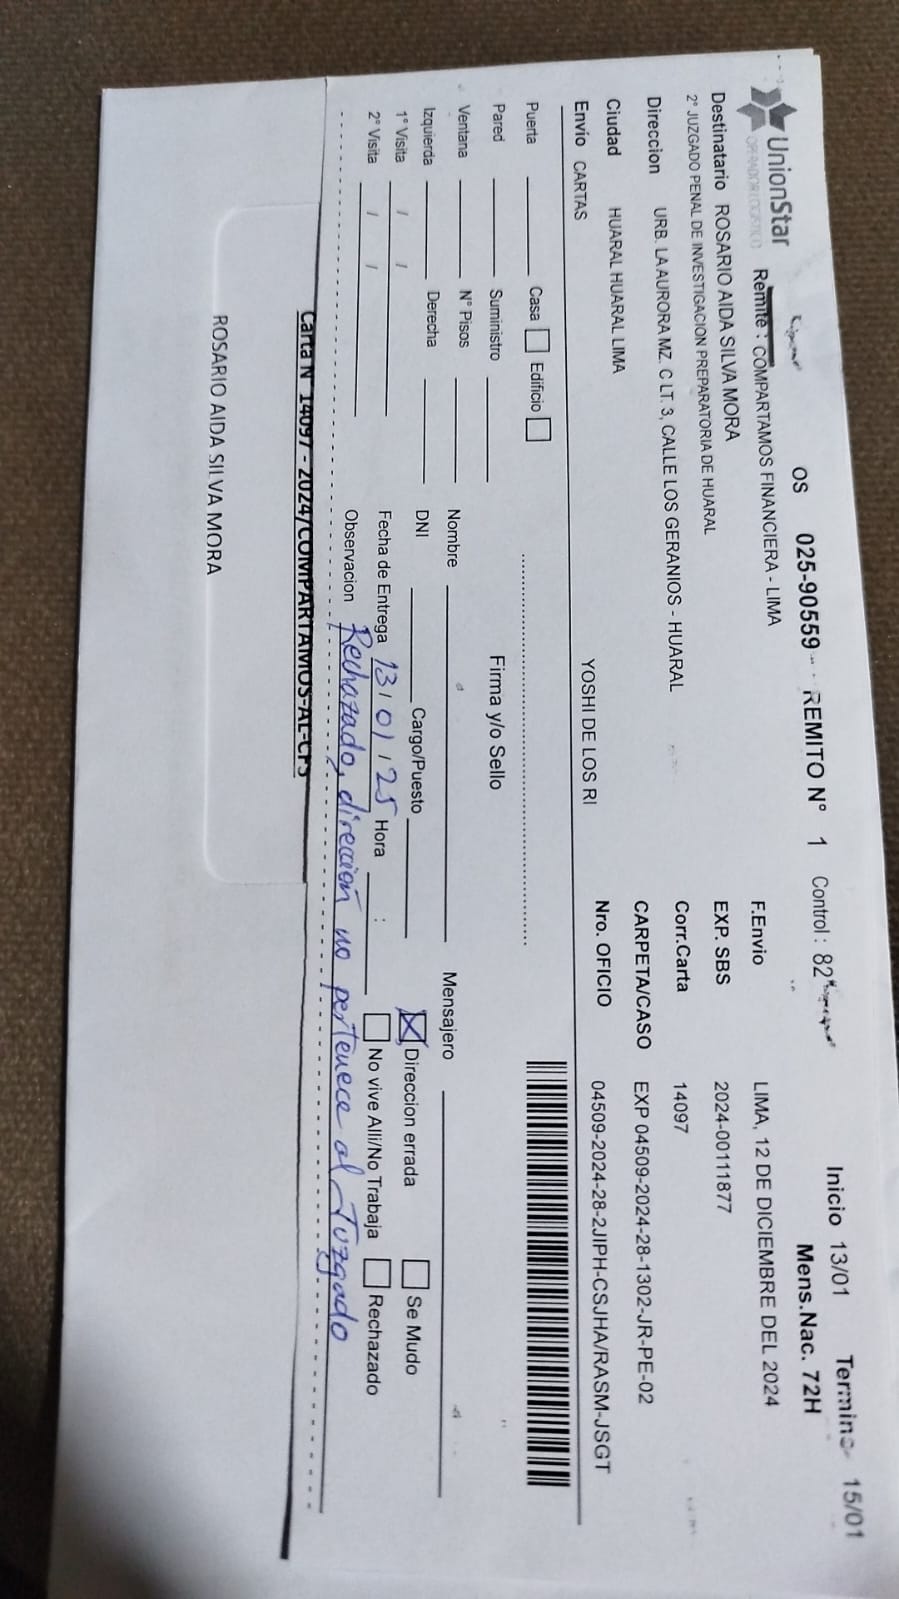 UnionStar
OPERADOR LOGISTICO
OS 025-90559 REMITO N° 1 Control : 82
Inicio 13/01 Termino 15/01
Mens.Nac. 72H
Remite : COMPARTAMOS FINANCIERA - LIMA
F.Envio LIMA, 12 DE DICIEMBRE DEL 2024
Destinatario ROSARIO AIDA SILVA MORA
EXP. SBS 2024-00111877
2° JUZGADO PENAL DE INVESTIGACION PREPARATORIA DE HUARAL
Corr.Carta 14097
Direccion URB. LA AURORA MZ. C LT. 3, CALLE LOS GERANIOS - HUARAL
CARPETA/CASO EXP 04509-2024-28-1302-JR-PE-02
Ciudad HUARAL HUARAL LIMA
Nro. OFICIO 04509-2024-28-2JIPH-CSJHA/RASM-JSGT
Envío CARTAS YOSHI DE LOS RI
Puerta Casa Edificio
Pared Suministro Firma y/o Sello
Ventana N° Pisos Nombre Mensajero
Izquierda Derecha DNI Cargo/Puesto Direccion errada Se Mudo
1° Visita / / Fecha de Entrega 13/01/25 Hora : No vive Alli/No Trabaja Rechazado
2° Visita / / Observacion Rechazado, dirección no pertenece al Juzgado
Carta N° 14097 - 2024/COMPARTAMOS-AL-CFS
ROSARIO AIDA SILVA MORA